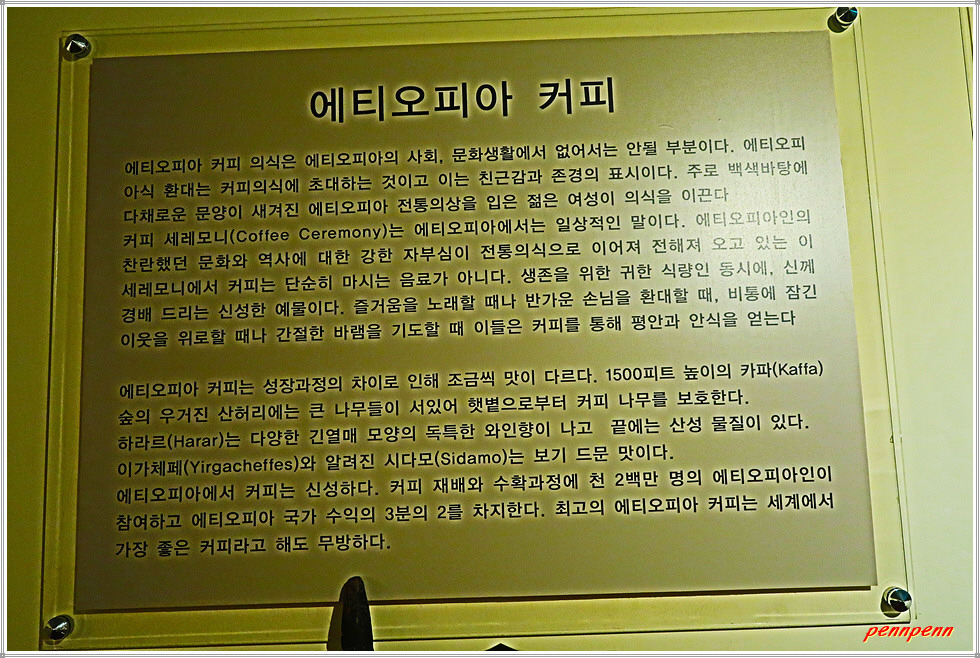 에티오피아 커피
에티오피아 커피 의식은 에티오피아의 사회, 문화생활에서 없어서는 안될 부분이다. 에티오피
아식 환대는 커피의식에 초대하는 것이고 이는 친근감과 존경의 표시이다. 주로 백색바탕에
다채로운 문양이 새겨진 에티오피아 전통의상을 입은 젊은 여성이 의식을 이끈다
커피 세레모니(Coffee Ceremony)는 에티오피아에서는 일상적인 말이다. 에티오피아인의
찬란했던 문화와 역사에 대한 강한 자부심이 전통의식으로 이어져 전해져 오고 있는 이
세레모니에서 커피는 단순히 마시는 음료가 아니다. 생존을 위한 귀한 식량인 동시에, 신께
경배 드리는 신성한 예물이다. 즐거움을 노래할 때나 반가운 손님을 환대할 때, 비통에 잠긴
이웃을 위로할 때나 간절한 바램을 기도할 때 이들은 커피를 통해 평안과 안식을 얻는다
에티오피아 커피는 성장과정의 차이로 인해 조금씩 맛이 다르다. 1500피트 높이의 카파(Kaffa)
숲의 우거진 산허리에는 큰 나무들이 서있어 햇볕으로부터 커피 나무를 보호한다.
하라르(Harar)는 다양한 긴열매 모양의 독특한 와인향이 나고 끝에는 산성 물질이 있다.
이가체페(Yirgacheffes)와 알려진 시다모(Sidamo)는 보기 드문 맛이다.
에티오피아에서 커피는 신성하다. 커피 재배와 수확과정에 천 2백만 명의 에티오피아인이
참여하고 에티오피아 국가 수익의 3분의 2를 차지한다. 최고의 에티오피아 커피는 세계에서
가장 좋은 커피라고 해도 무방하다.
pennpenn